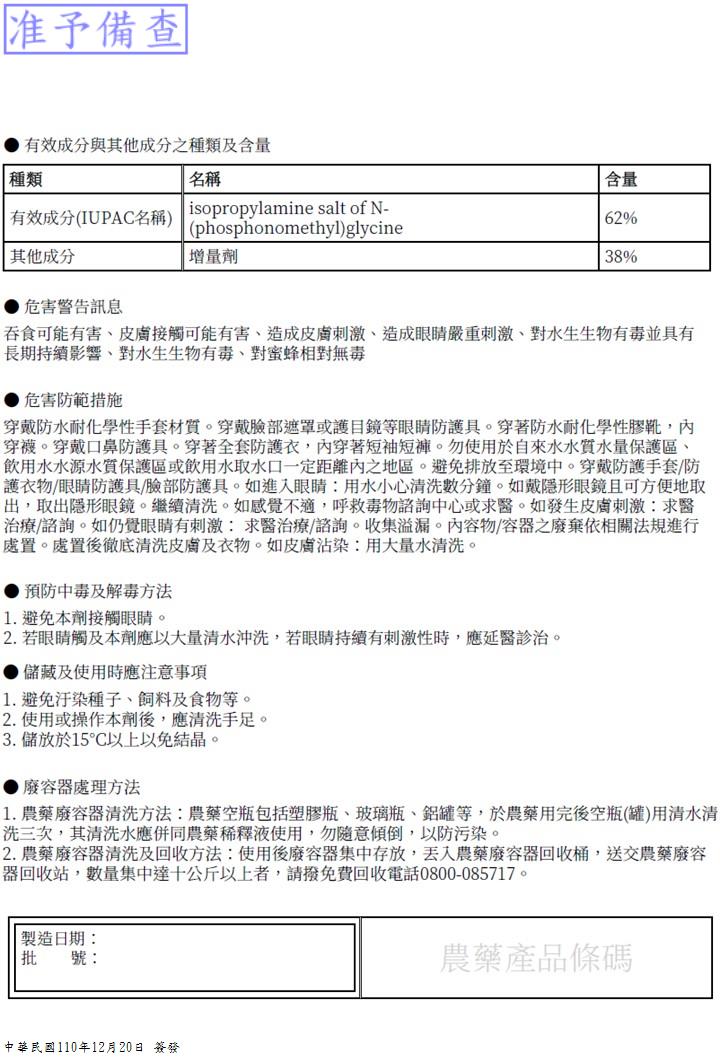 准予備查
● 有效成分與其他成分之種類及含量
種類 名稱 含量
有效成分(IUPAC名稱) isopropylamine salt of N-
(phosphonomethyl)glycine 62%
其他成分 增量劑 38%
● 危害警告訊息
吞食可能有害、皮膚接觸可能有害、造成皮膚刺激、造成眼睛嚴重刺激、對水生生物有毒並具有
長期持續影響、對水生生物有毒、對蜜蜂相對無毒
● 危害防範措施
穿戴防水耐化學性手套材質。穿戴臉部遮罩或護目鏡等眼睛防護具。穿著防水耐化學性膠靴，內
穿襪。穿戴口鼻防護具。穿著全套防護衣，內穿著短袖短褲。勿使用於自來水水質水量保護區、
飲用水水源水質保護區或飲用水取水口一定距離內之地區。避免排放至環境中。穿戴防護手套/防
護衣物/眼睛防護具/臉部防護具。如進入眼睛：用水小心清洗數分鐘。如戴隱形眼鏡且可方便地取
出，取出隱形眼鏡。繼續清洗。如感覺不適，呼救毒物諮詢中心或求醫。如發生皮膚刺激：求醫
治療/諮詢。如仍覺眼睛有刺激： 求醫治療/諮詢。收集溢漏。內容物/容器之廢棄依相關法規進行
處置。處置後徹底清洗皮膚及衣物。如皮膚沾染：用大量水清洗。
● 預防中毒及解毒方法
1. 避免本劑接觸眼睛。
2. 若眼睛觸及本劑應以大量清水沖洗，若眼睛持續有刺激性時，應延醫診治。
● 儲藏及使用時應注意事項
1. 避免汙染種子、飼料及食物等。
2. 使用或操作本劑後，應清洗手足。
3. 儲放於15°C以上以免結晶。
● 廢容器處理方法
1. 農藥廢容器清洗方法：農藥空瓶包括塑膠瓶、玻璃瓶、鋁罐等，於農藥用完後空瓶(罐)用清水清
洗三次，其清洗水應併同農藥稀釋液使用，勿隨意傾倒，以防污染。
2. 農藥廢容器清洗及回收方法：使用後廢容器集中存放，丟入農藥廢容器回收桶，送交農藥廢容
器回收站，數量集中達十公斤以上者，請撥免費回收電話0800-085717。
製造日期：
批 號：
農藥產品條碼
中華民國110年12月20日 簽發